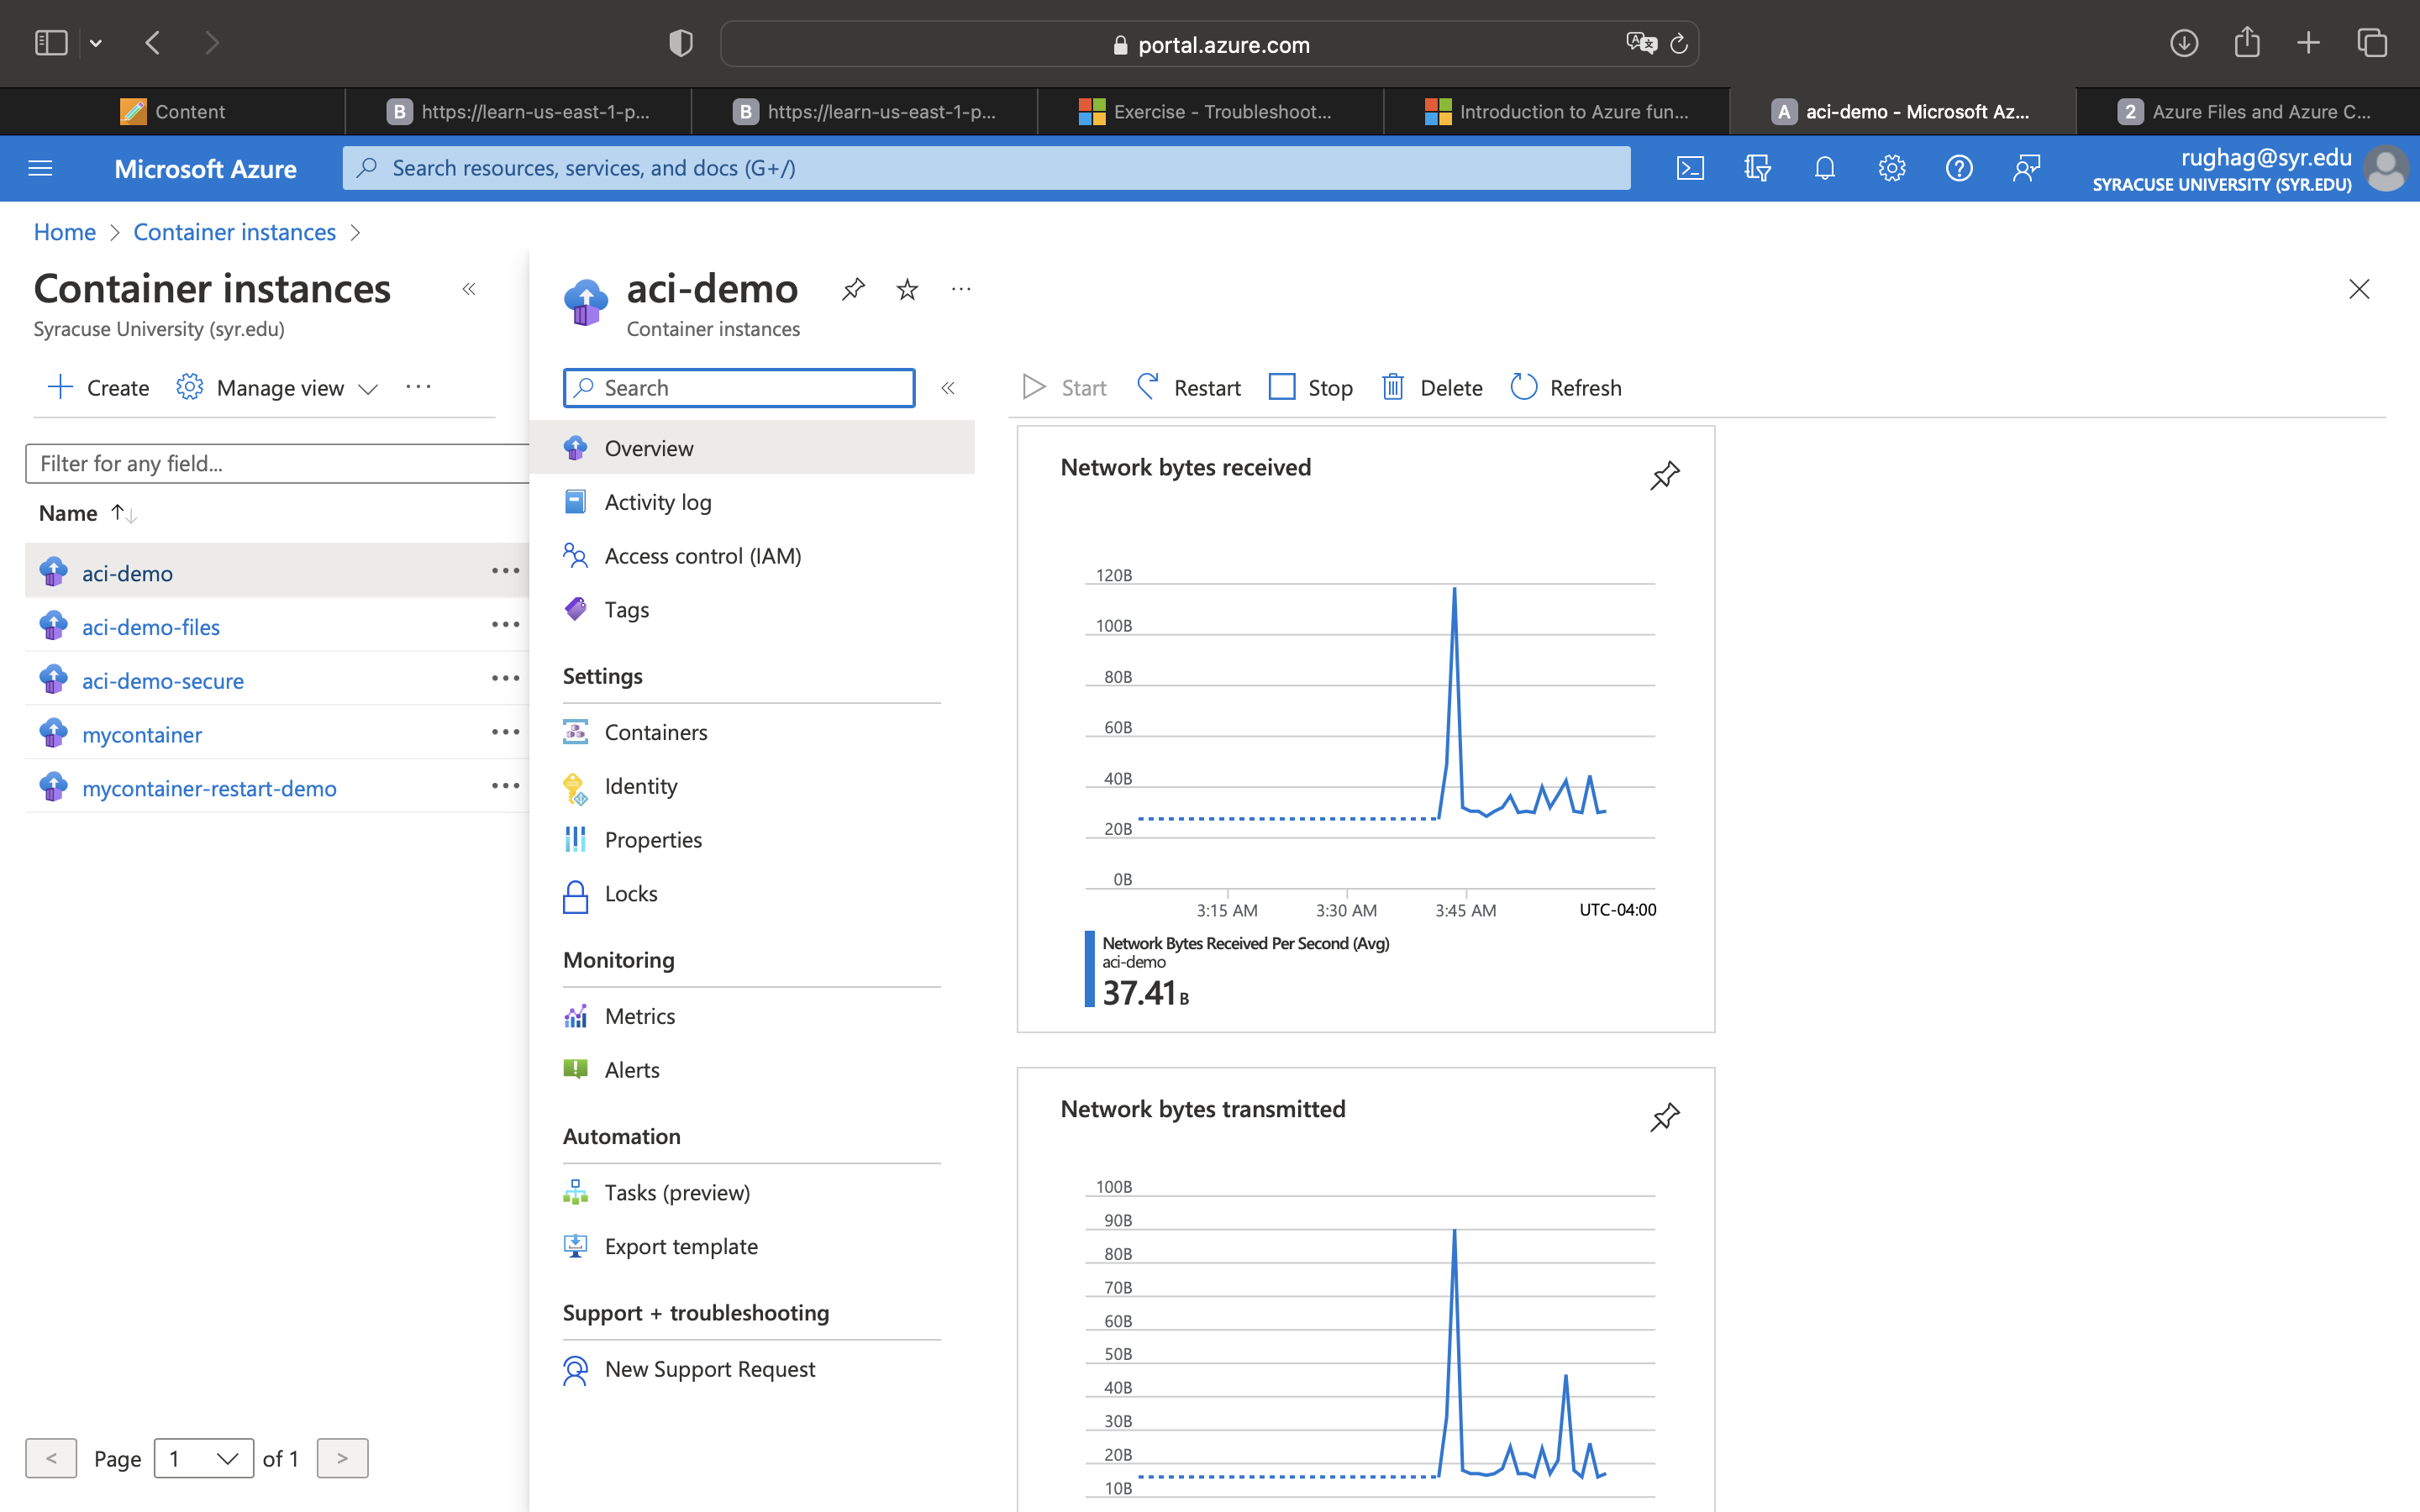 portal.azure.com
Content
B https://learn-us-east-1-p...
B https://learn-us-east-1-p...
Exercise - Troubleshoot...
Introduction to Azure fun...
A aci-demo - Microsoft Az...
2 Azure Files and Azure C...
Microsoft Azure
Search resources, services, and docs (G+/)
rughag@syr.edu
SYRACUSE UNIVERSITY (SYR.EDU)
Home > Container instances >
Container instances
Syracuse University (syr.edu)
Create
Manage view
Filter for any field...
Name
aci-demo
aci-demo-files
aci-demo-secure
mycontainer
mycontainer-restart-demo
< Page 1 of 1 >
aci-demo
Container instances
Search
Overview
Activity log
Access control (IAM)
Tags
Settings
Containers
Identity
Properties
Locks
Monitoring
Metrics
Alerts
Automation
Tasks (preview)
Export template
Support + troubleshooting
New Support Request
Start
Restart
Stop
Delete
Refresh
Network bytes received
120B
100B
80B
60B
40B
20B
0B
3:15 AM 3:30 AM 3:45 AM UTC-04:00
Network Bytes Received Per Second (Avg)
aci-demo
37.41 B
Network bytes transmitted
100B
90B
80B
70B
60B
50B
40B
30B
20B
10B